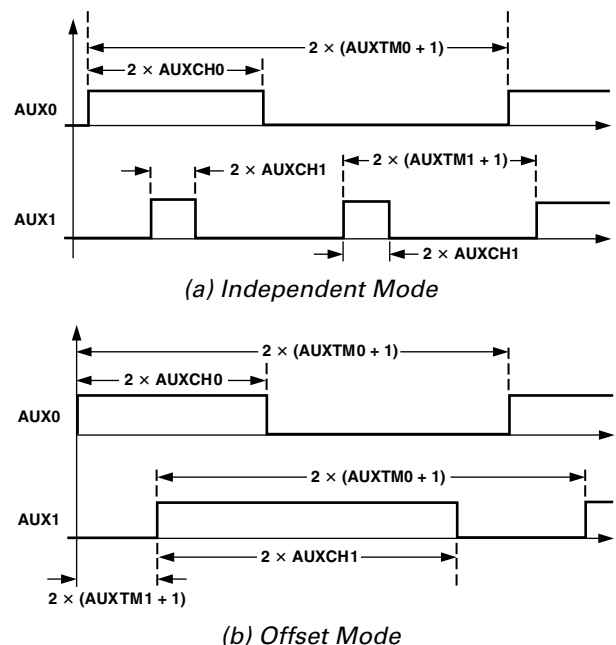 2 × (AUXTM0 + 1)
2 × AUXCH0
AUX0
2 × AUXCH1
2 × (AUXTM1 + 1)
AUX1
2 × AUXCH1
(a) Independent Mode
2 × (AUXTM0 + 1)
2 × AUXCH0
AUX0
2 × (AUXTM0 + 1)
AUX1
2 × AUXCH1
2 × (AUXTM1 + 1)
(b) Offset Mode